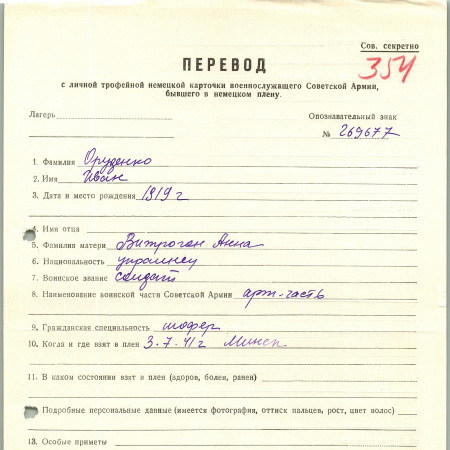 Сов. секретно
354
ПЕРЕВОД
с личной трофейной немецкой карточки военнослужащего Советской Армии,
бывшего в немецком плену.
Лагерь
Опознавательный знак
№ 269677
1. Фамилия
2. Имя Иван
3. Дата и место рождения 1919 г
4. Имя отца
5. Фамилия матери Анна
6. Национальность украинец
7. Воинское звание солдат
8. Наименование воинской части Советской Армии арт-часть
9. Гражданская специальность шофер
10. Когда и где взят в плен 3.7.41г Минск
11. В каком состоянии взят в плен (здоров, болен, ранен)
Подробные персональные данные (имеется фотография, оттиск пальцев, рост, цвет волос)
13. Особые приметы